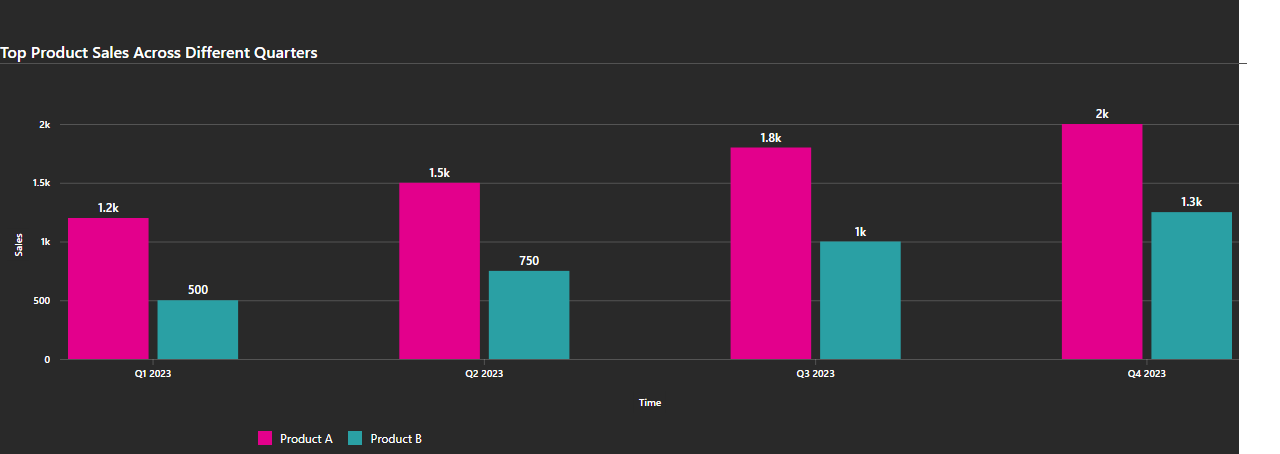 Top Product Sales Across Different Quarters
2k
1.5k
1k
500
0
Sales
1.2k
500
1.5k
750
1.8k
1k
2k
1.3k
Q1 2023
Q2 2023
Q3 2023
Q4 2023
Time
Product A
Product B